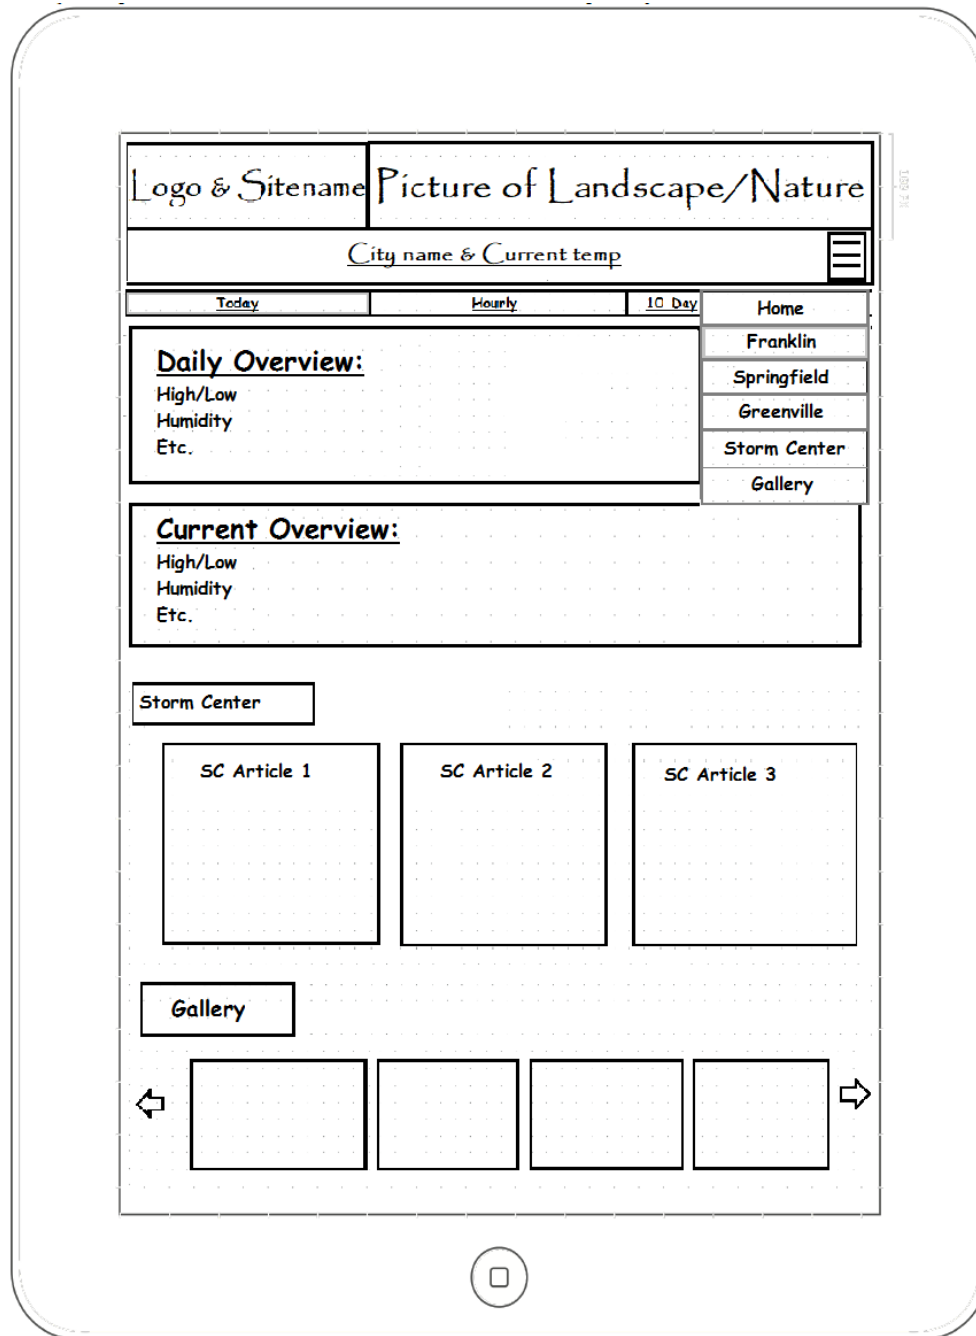 Logo & Sitename
Picture of Landscape/Nature
City name & Current temp
Today
Hourly
10 Day
Home
Franklin
Springfield
Greenville
Storm Center
Gallery
Daily Overview:
High/Low
Humidity
Etc.
Current Overview:
High/Low
Humidity
Etc.
Storm Center
SC Article 1
SC Article 2
SC Article 3
Gallery